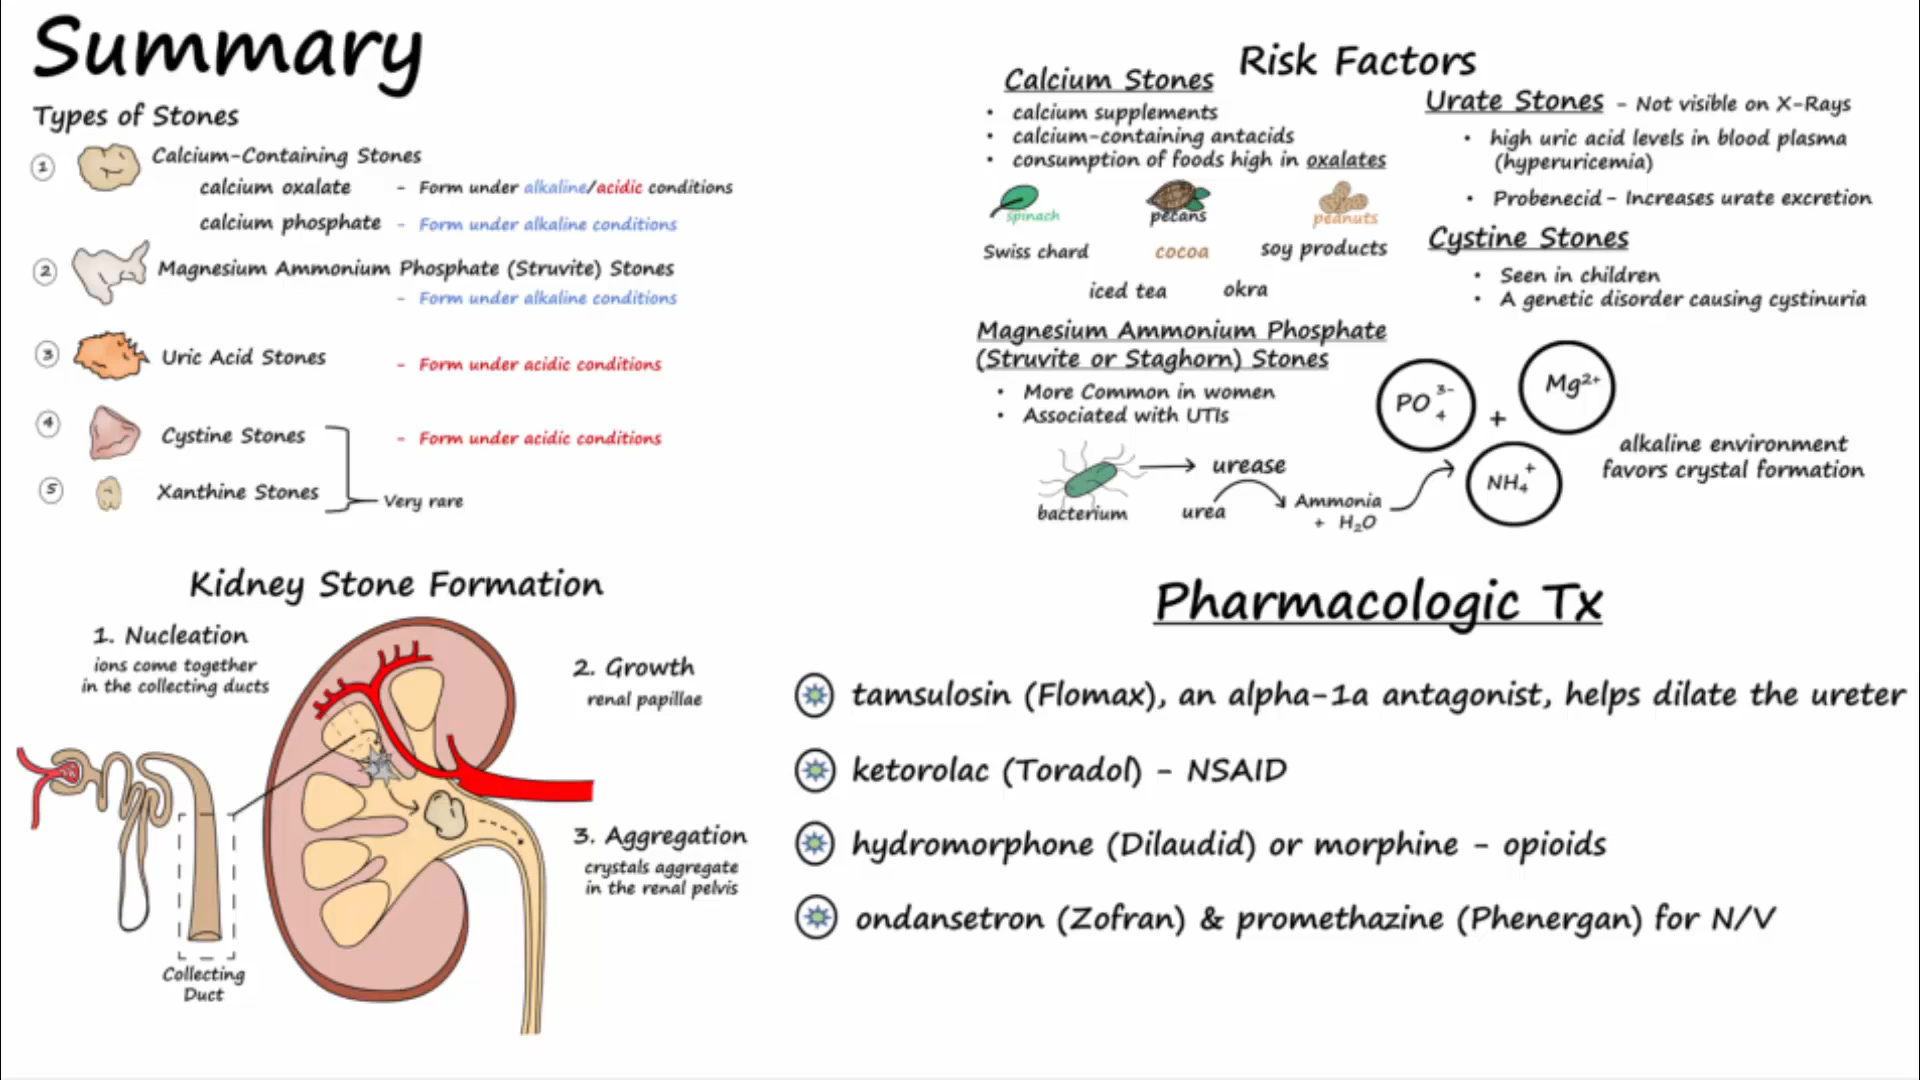 Summary
Types of Stones
1 Calcium-Containing Stones
calcium oxalate - Form under alkaline/acidic conditions
calcium phosphate - Form under alkaline conditions
2 Magnesium Ammonium Phosphate (Struvite) Stones
- Form under alkaline conditions
3 Uric Acid Stones - Form under acidic conditions
4 Cystine Stones - Form under acidic conditions
5 Xanthine Stones
Very rare
Risk Factors
Calcium Stones
• calcium supplements
• calcium-containing antacids
• consumption of foods high in oxalates
spinach pecans peanuts
Swiss chard cocoa soy products
iced tea okra
Magnesium Ammonium Phosphate
(Struvite or Staghorn) Stones
• More Common in women
• Associated with UTIs
bacterium
urease
urea
Ammonia
+ H₂O
Urate Stones - Not visible on X-Rays
• high uric acid levels in blood plasma
(hyperuricemia)
• Probenecid - Increases urate excretion
Cystine Stones
• Seen in children
• A genetic disorder causing cystinuria
PO₄³⁻ + Mg²⁺
NH₄⁺
alkaline environment
favors crystal formation
Kidney Stone Formation
1. Nucleation
ions come together
in the collecting ducts
2. Growth
renal papillae
3. Aggregation
crystals aggregate
in the renal pelvis
Collecting
Duct
Pharmacologic Tx
tamsulosin (Flomax), an alpha-1a antagonist, helps dilate the ureter
ketorolac (Toradol) - NSAID
hydromorphone (Dilaudid) or morphine - opioids
ondansetron (Zofran) & promethazine (Phenergan) for N/V